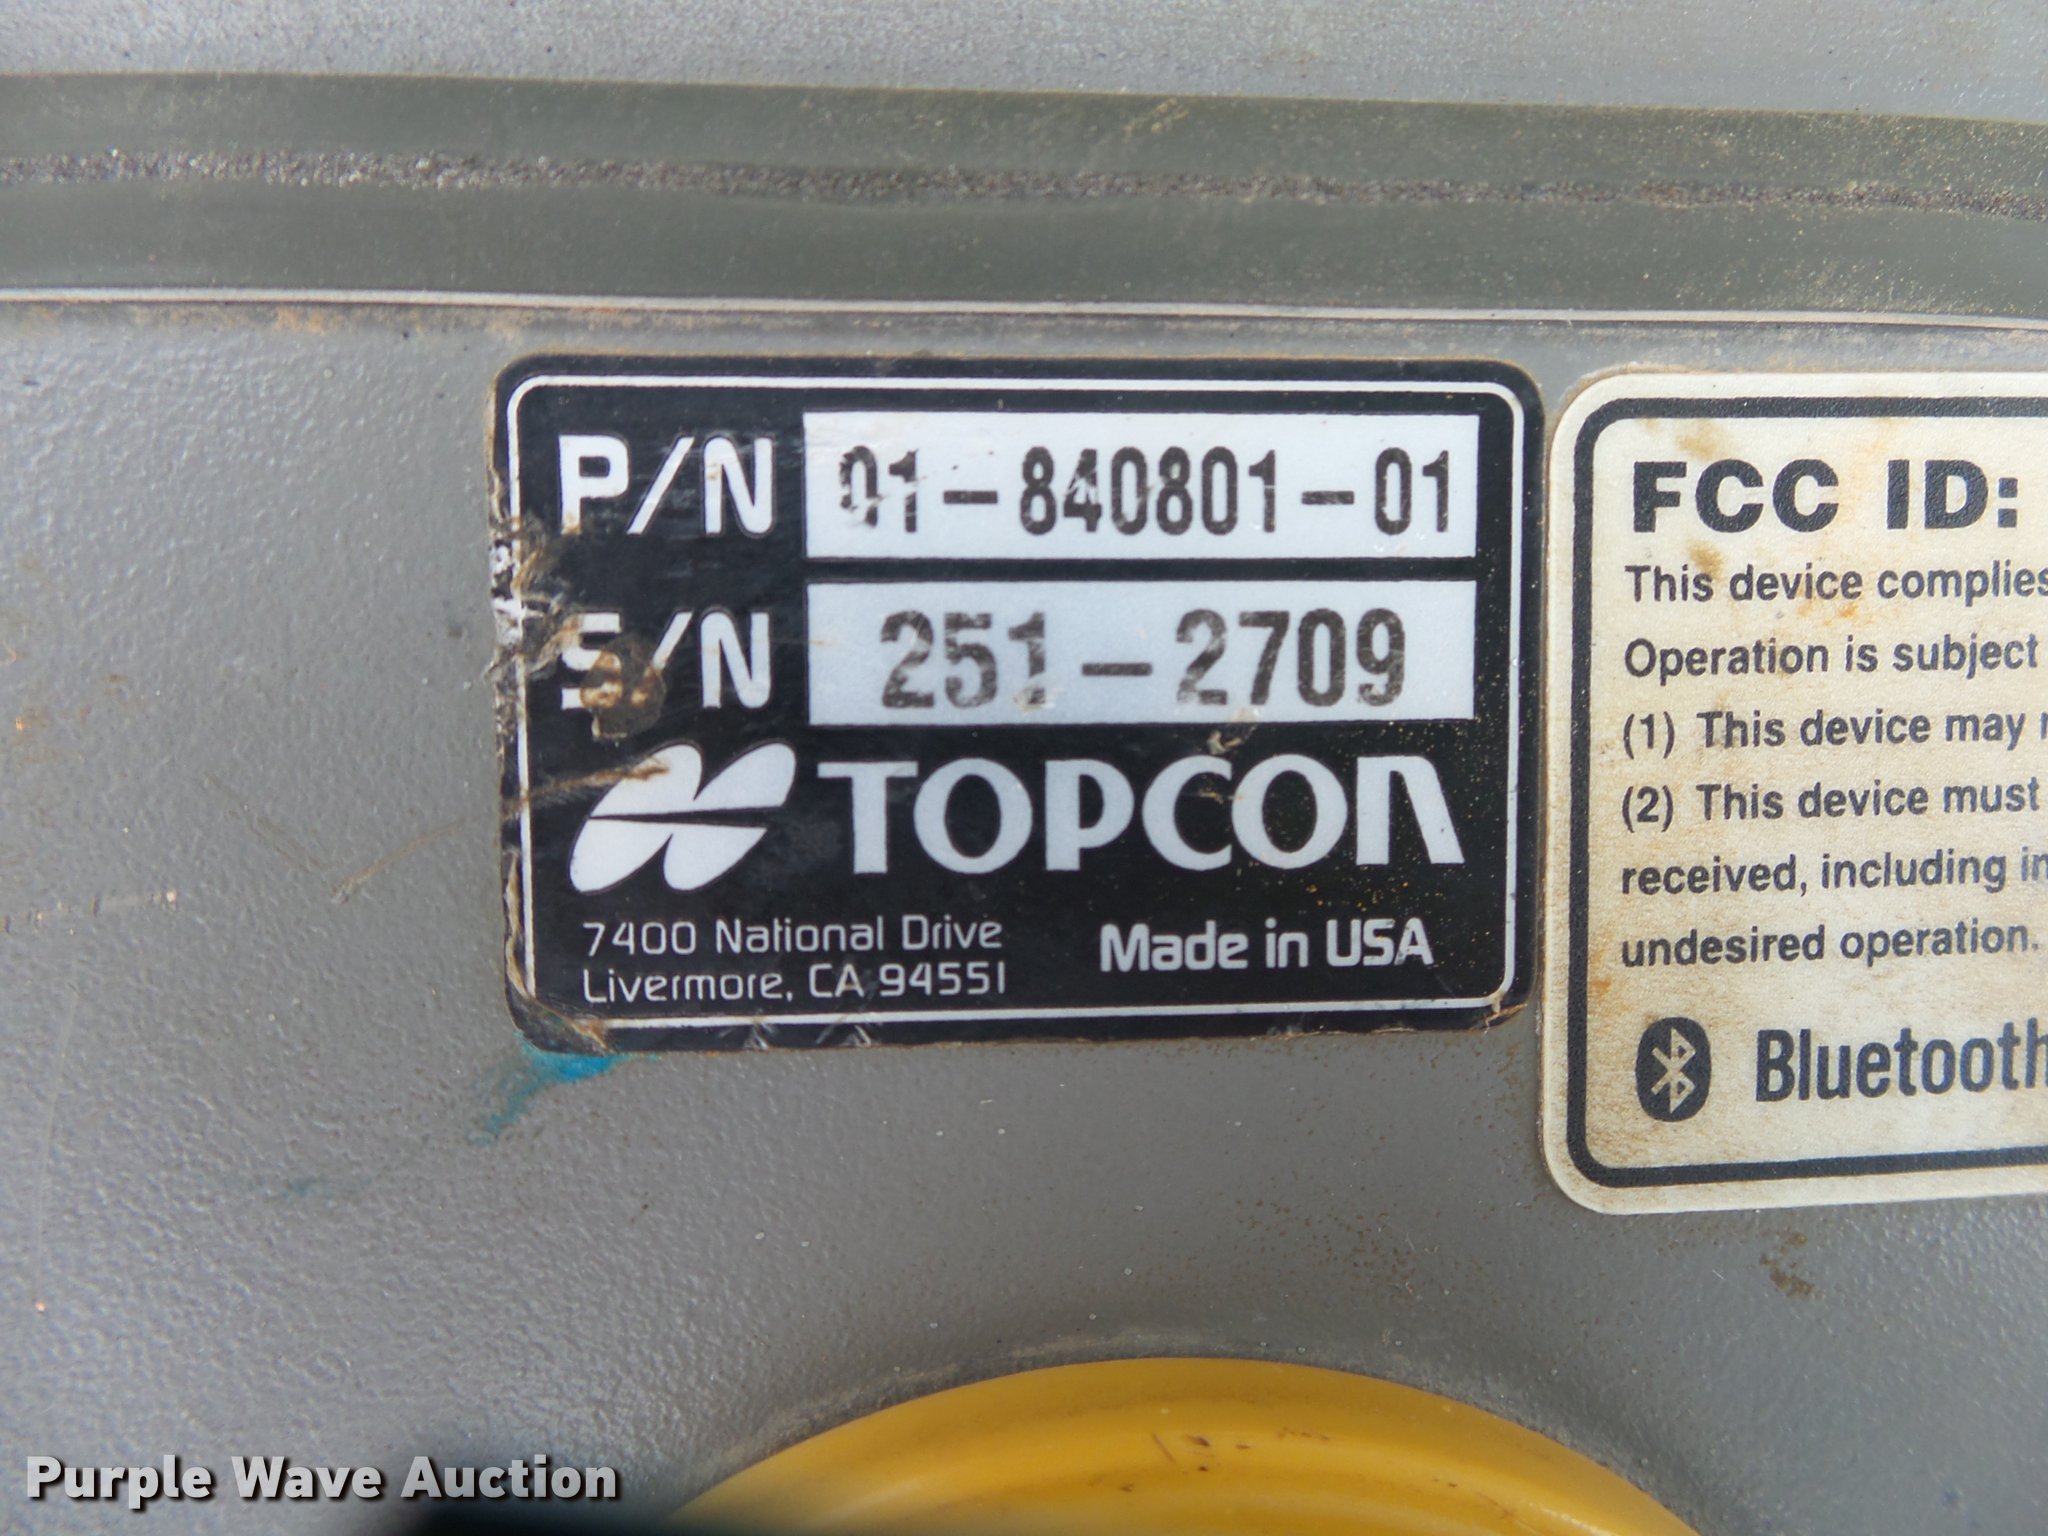 P/N 01-840801-01
S/N 251-2709
TOPCON
7400 National Drive
Livermore, CA 94551
Made in USA
FCC ID:
This device complies
Operation is subject
(1) This device may
(2) This device must
received, including
undesired operation.
Bluetooth
Purple Wave Auction